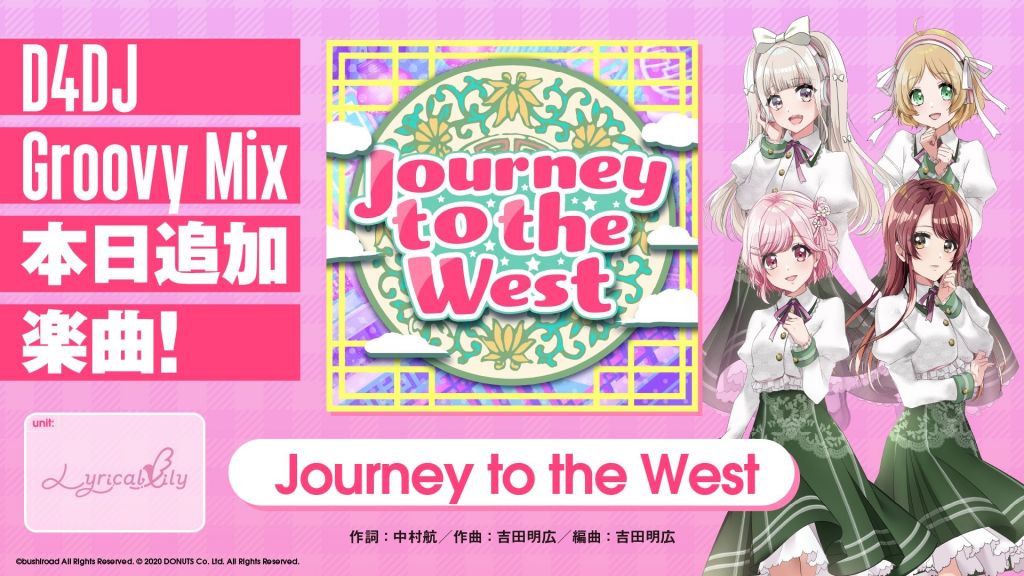 D4DJ
Groovy Mix
本日追加
楽曲!
Journey
to the
West
unit:
Lyrical Lily
Journey to the West
作詞：中村航／作曲：吉田明広／編曲：吉田明広
©bushiroad All Rights Reserved. © 2020 DONUTS Co. Ltd. All Rights Reserved.